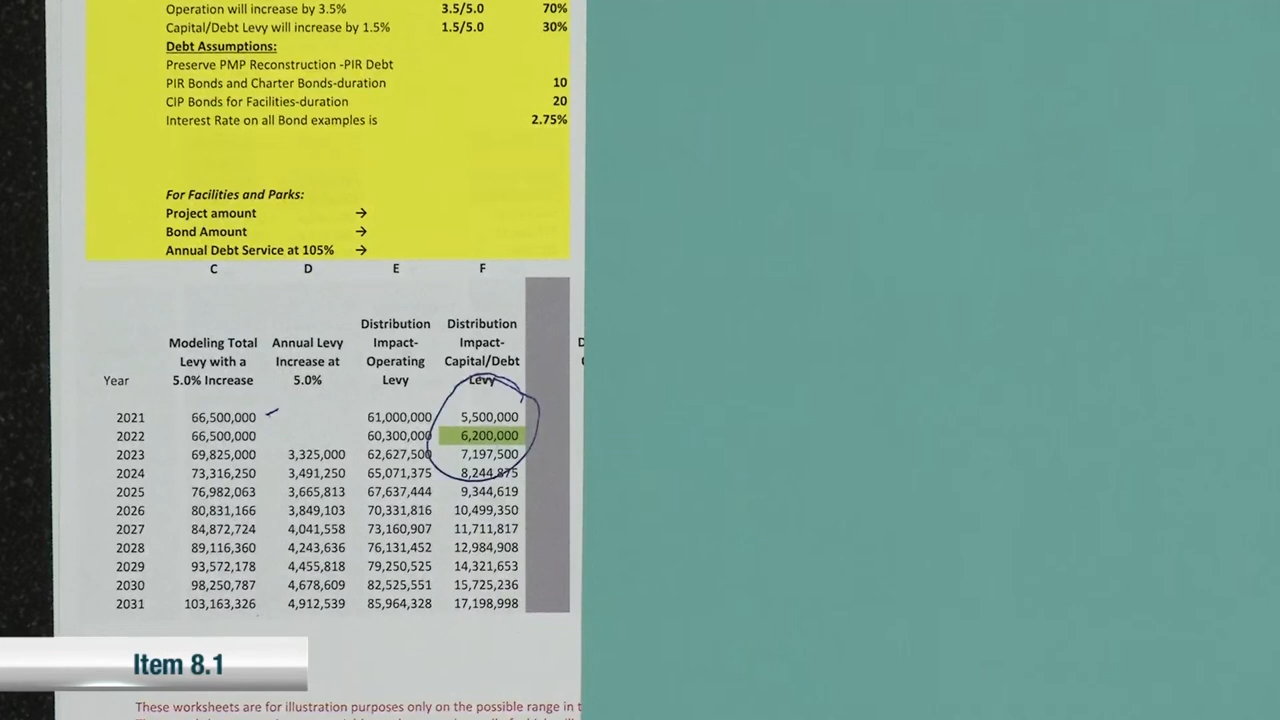 Operation will increase by 3.5% 3.5/5.0 70%
Capital/Debt Levy will increase by 1.5% 1.5/5.0 30%
Debt Assumptions:
Preserve PMP Reconstruction -PIR Debt
PIR Bonds and Charter Bonds-duration 10
CIP Bonds for Facilities-duration 20
Interest Rate on all Bond examples is 2.75%
For Facilities and Parks:
Project amount →
Bond Amount →
Annual Debt Service at 105% →
C D E F
Distribution Distribution
Modeling Total Annual Levy Impact- Impact-
Levy with a Increase at Operating Capital/Debt
Year 5.0% Increase 5.0% Levy Levy
2021 66,500,000 61,000,000 5,500,000
2022 66,500,000 60,300,000 6,200,000
2023 69,825,000 3,325,000 62,627,500 7,197,500
2024 73,316,250 3,491,250 65,071,375 8,244,875
2025 76,982,063 3,665,813 67,637,444 9,344,619
2026 80,831,166 3,849,103 70,331,816 10,499,350
2027 84,872,724 4,041,558 73,160,907 11,711,817
2028 89,116,360 4,243,636 76,131,452 12,984,908
2029 93,572,178 4,455,818 79,250,525 14,321,653
2030 98,250,787 4,678,609 82,525,551 15,725,236
2031 103,163,326 4,912,539 85,964,328 17,198,998
Item 8.1
These worksheets are for illustration purposes only on the possible range in